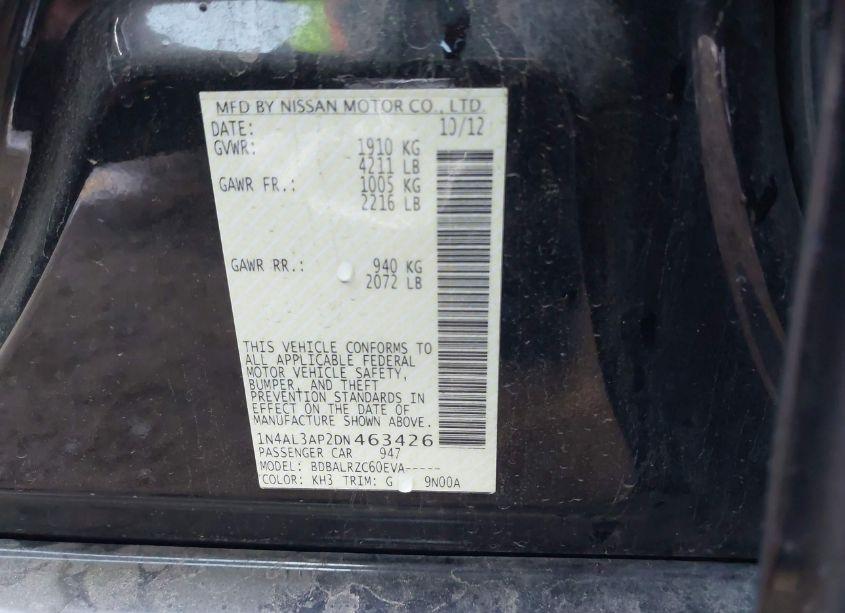 MFD BY NISSAN MOTOR CO., LTD.
DATE: 10/12
GVWR: 1910 KG
4211 LB
GAWR FR.: 1005 KG
2216 LB
GAWR RR.: 940 KG
2072 LB
THIS VEHICLE CONFORMS TO
ALL APPLICABLE FEDERAL
MOTOR VEHICLE SAFETY,
BUMPER, AND THEFT
PREVENTION STANDARDS IN
EFFECT ON THE DATE OF
MANUFACTURE SHOWN ABOVE.
1N4AL3AP2DN463426
PASSENGER CAR 947
MODEL: BDBALRZC60EVA-----
COLOR: KH3 TRIM: G 9N00A